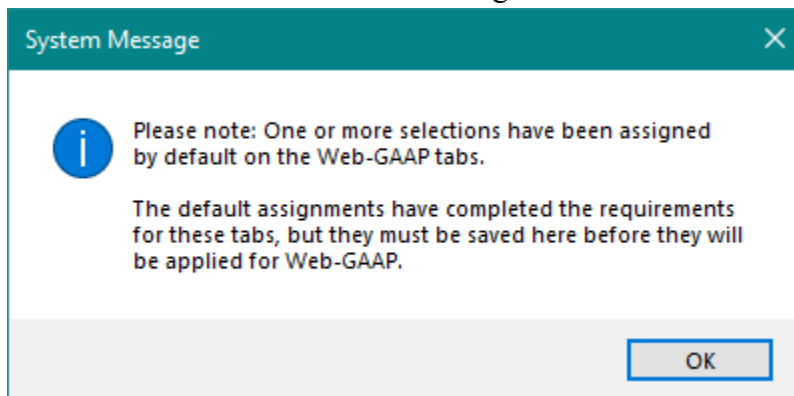 System Message
Please note: One or more selections have been assigned
by default on the Web-GAAP tabs.
The default assignments have completed the requirements
for these tabs, but they must be saved here before they will
be applied for Web-GAAP.
OK